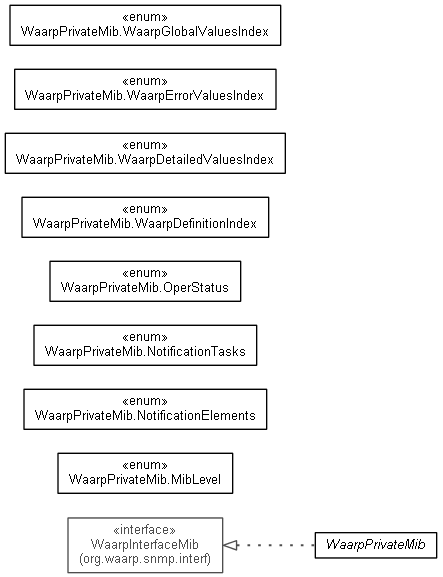 «enum»
WaarpPrivateMib.WaarpGlobalValuesIndex
«enum»
WaarpPrivateMib.WaarpErrorValuesIndex
«enum»
WaarpPrivateMib.WaarpDetailedValuesIndex
«enum»
WaarpPrivateMib.WaarpDefinitionIndex
«enum»
WaarpPrivateMib.OperStatus
«enum»
WaarpPrivateMib.NotificationTasks
«enum»
WaarpPrivateMib.NotificationElements
«enum»
WaarpPrivateMib.MibLevel
«interface»
WaarpInterfaceMib
(org.waarp.snmp.interf)
WaarpPrivateMib